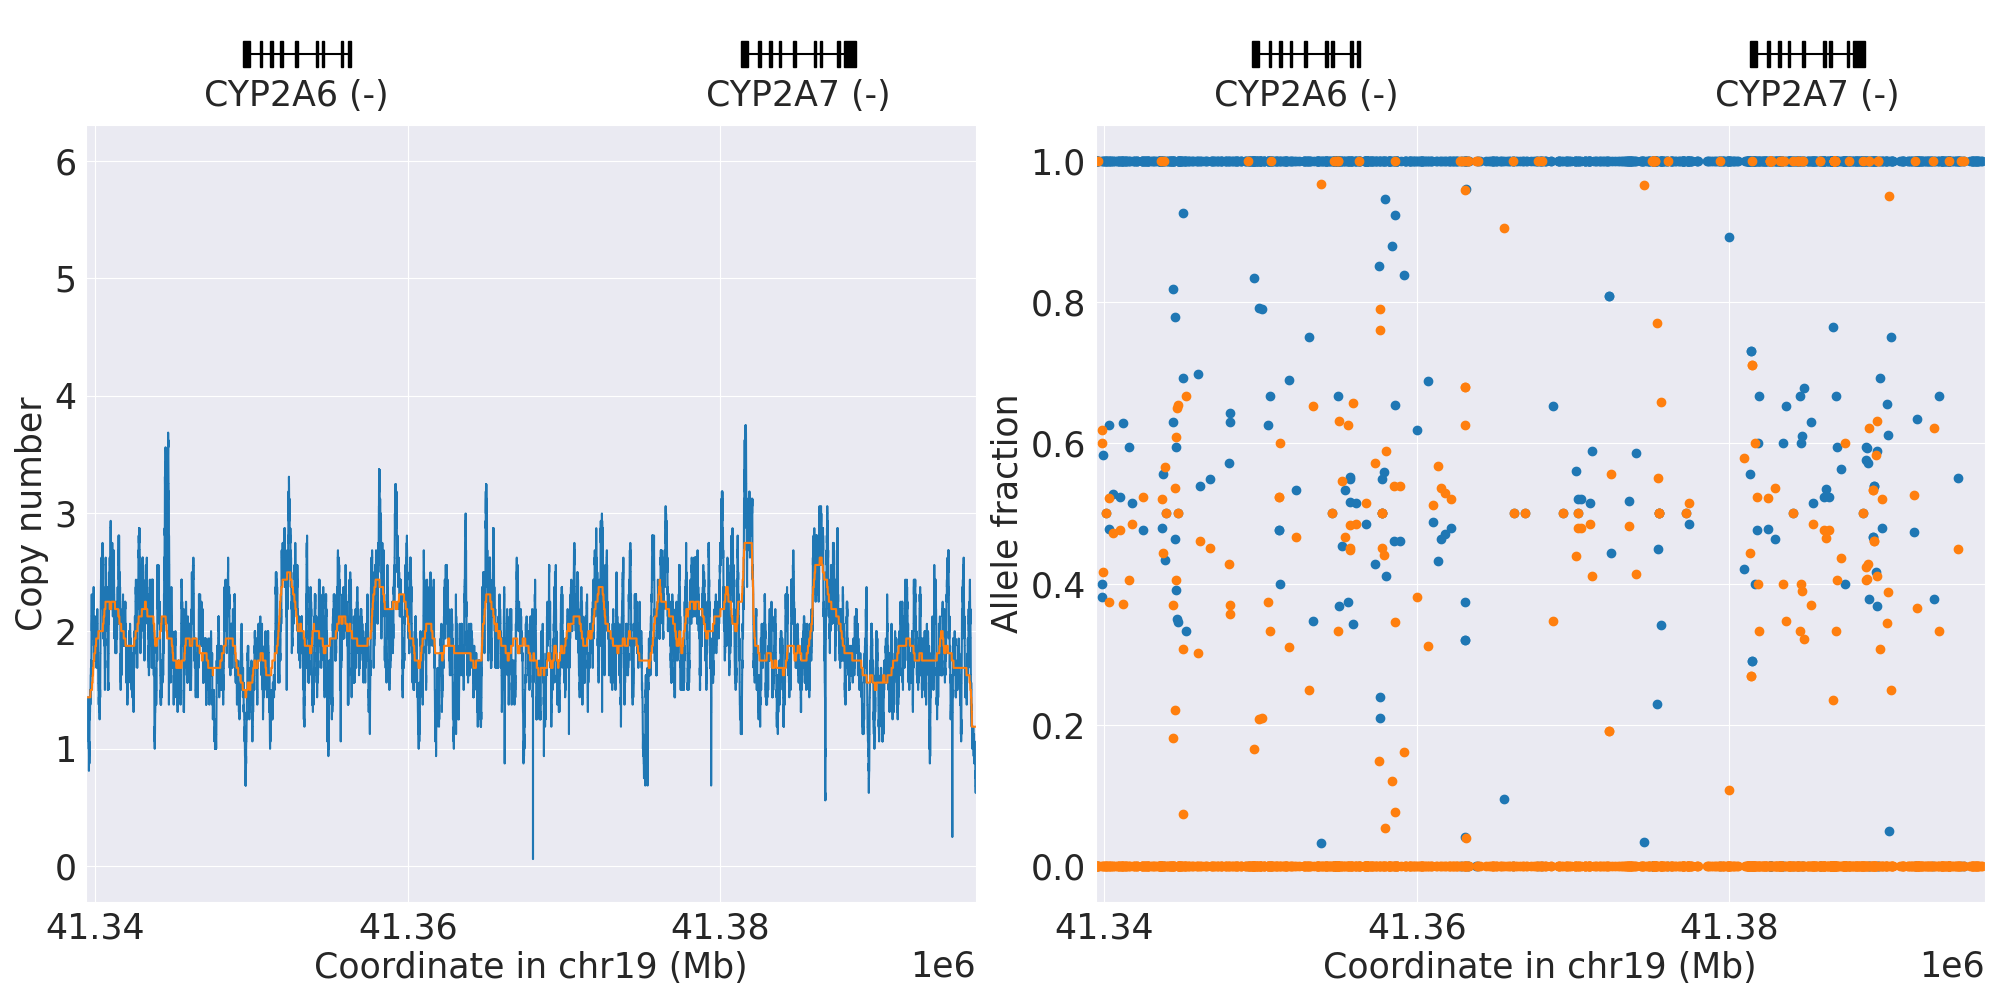 CYP2A6 (-)
CYP2A7 (-)
6
5
4
3
2
1
0
Copy number
41.34
41.36
41.38
Coordinate in chr19 (Mb)
1e6
CYP2A6 (-)
CYP2A7 (-)
1.0
0.8
0.6
0.4
0.2
0.0
Allele fraction
41.34
41.36
41.38
Coordinate in chr19 (Mb)
1e6